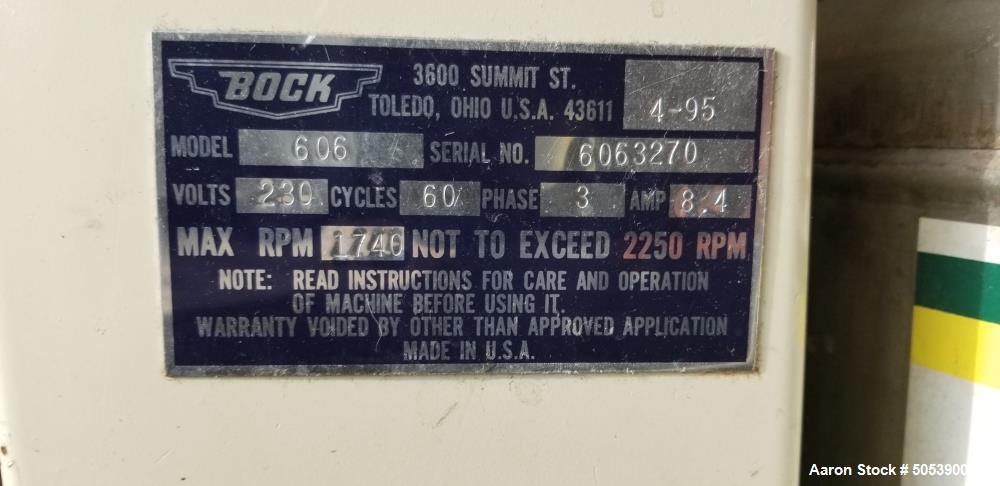 BOCK
3600 SUMMIT ST.
TOLEDO, OHIO U.S.A. 43611
4-95
MODEL 606 SERIAL NO. 6063270
VOLTS 230 CYCLES 60 PHASE 3 AMP 8.4
MAX RPM 1740 NOT TO EXCEED 2250 RPM
NOTE: READ INSTRUCTIONS FOR CARE AND OPERATION
OF MACHINE BEFORE USING IT.
WARRANTY VOIDED BY OTHER THAN APPROVED APPLICATION
MADE IN U.S.A.
Aaron Stock # 5053900